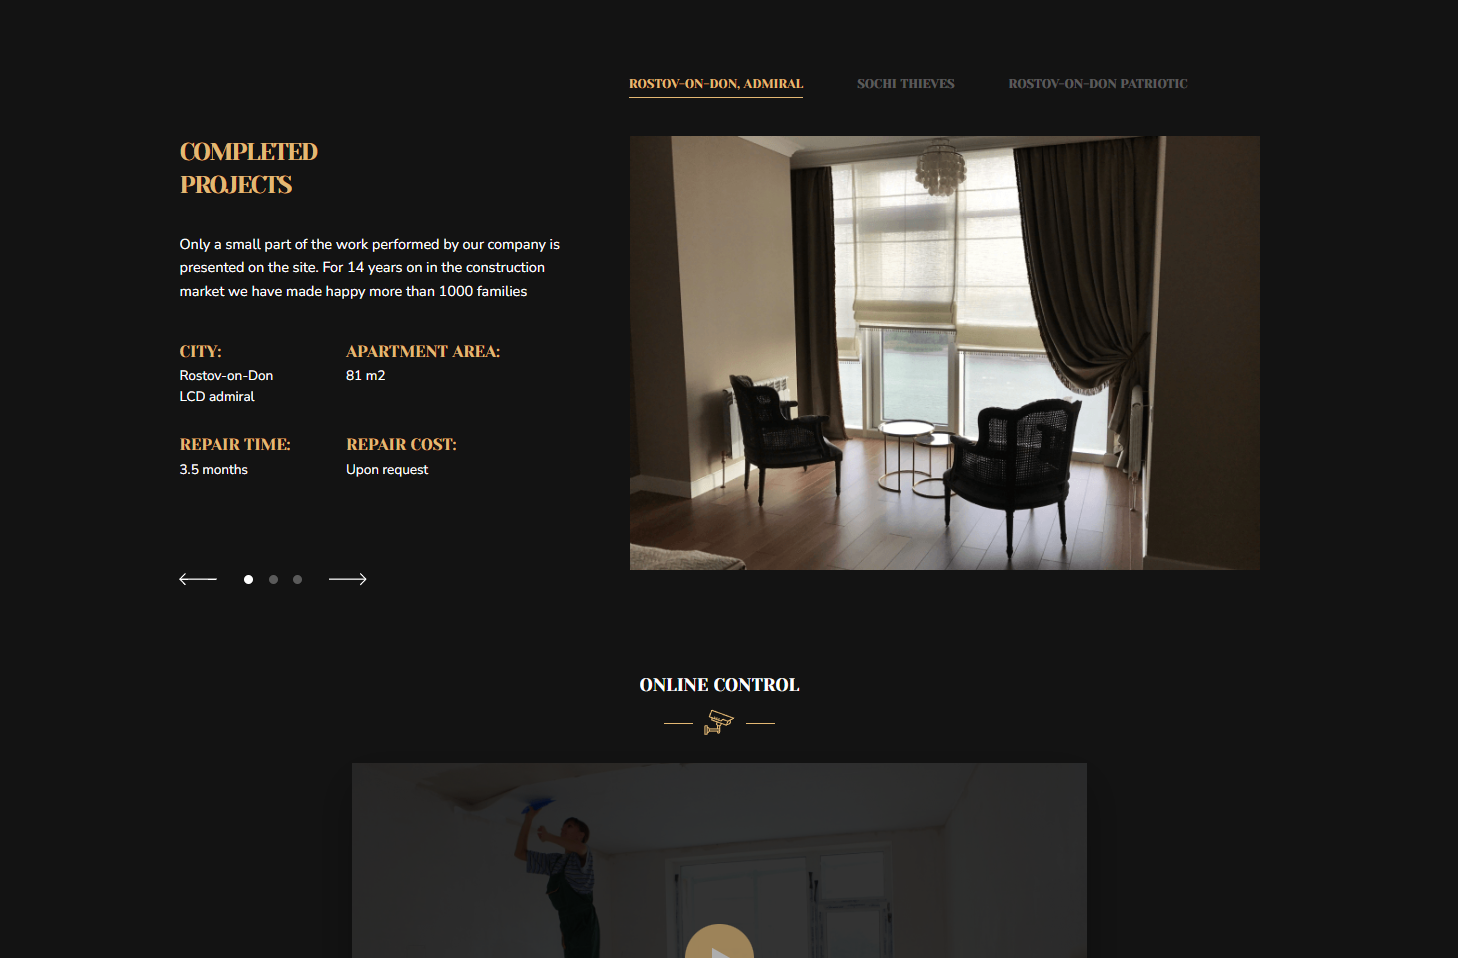 ROSTOV-ON-DON, ADMIRAL
SOCHI THIEVES
ROSTOV-ON-DON PATRIOTIC
COMPLETED
PROJECTS
Only a small part of the work performed by our company is
presented on the site. For 14 years on in the construction
market we have made happy more than 1000 families
CITY:
Rostov-on-Don
LCD admiral
APARTMENT AREA:
81 m2
REPAIR TIME:
3.5 months
REPAIR COST:
Upon request
ONLINE CONTROL